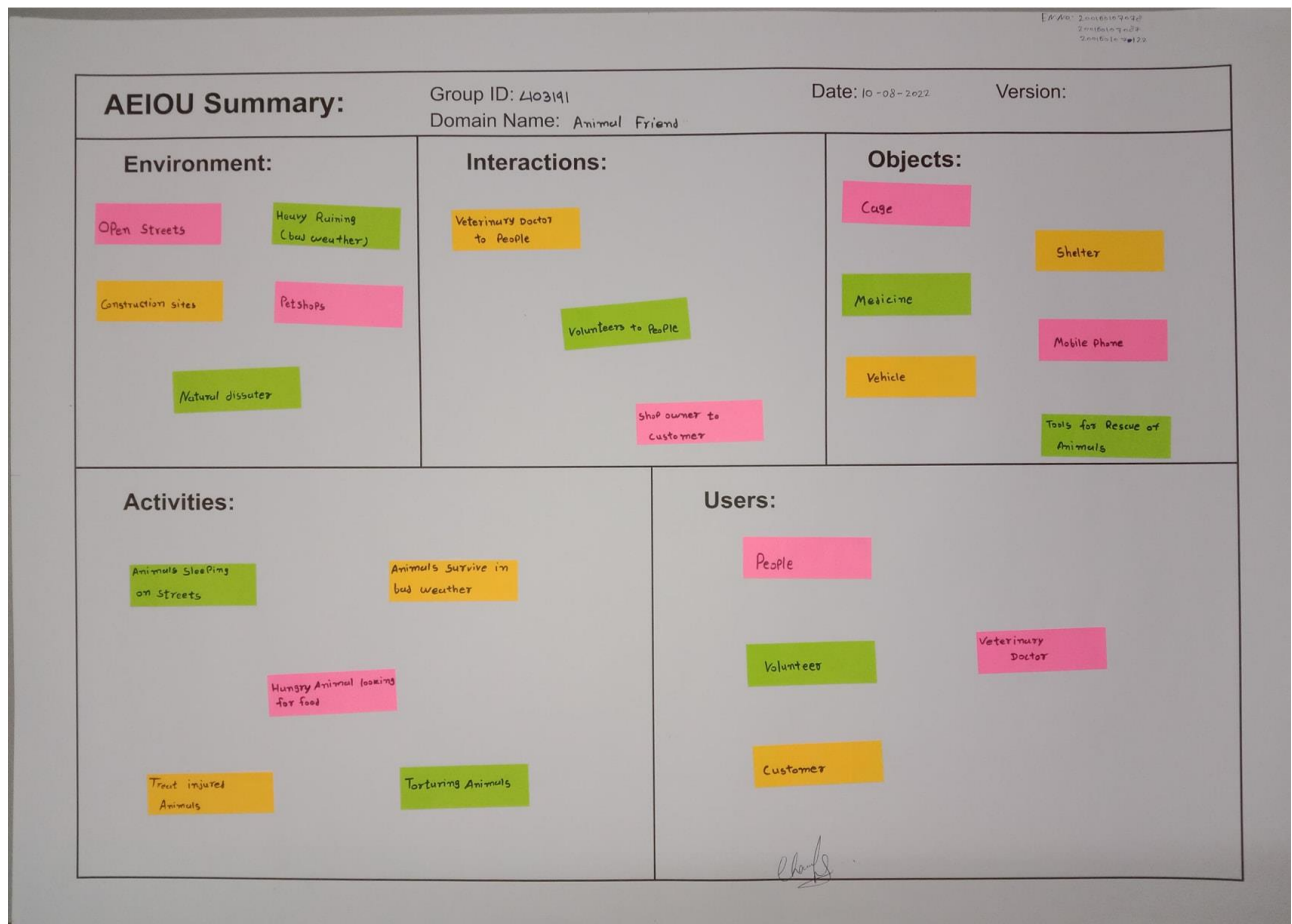 AEIOU Summary:
Group ID: 403191
Date: 10-08-2022
Version:
Domain Name: Animal Friend
Environment:
Open Streets
Heavy Raining
(bad weather)
Construction sites
Petshops
Natural dissater
Interactions:
Veterinary Doctor
to People
Volunteers to People
Shop owner to
Customer
Objects:
Cage
Shelter
Medicine
Mobile Phone
Vehicle
Tools for Rescue of
Animals
Activities:
Animals Sleeping
on Streets
Animals Survive in
bad weather
Hungry Animal looking
for food
Treat injured
Animals
Torturing Animals
Users:
People
Veterinary
Doctor
Volunteer
Customer